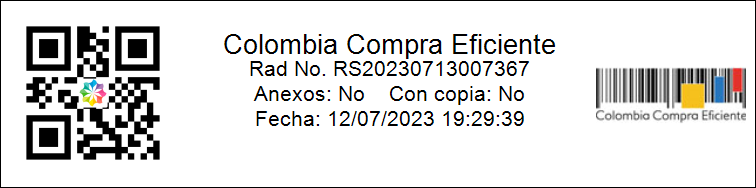 Colombia Compra Eficiente
Rad No. RS20230713007367
Anexos: No    Con copia: No
Fecha: 12/07/2023 19:29:39
Colombia Compra Eficiente